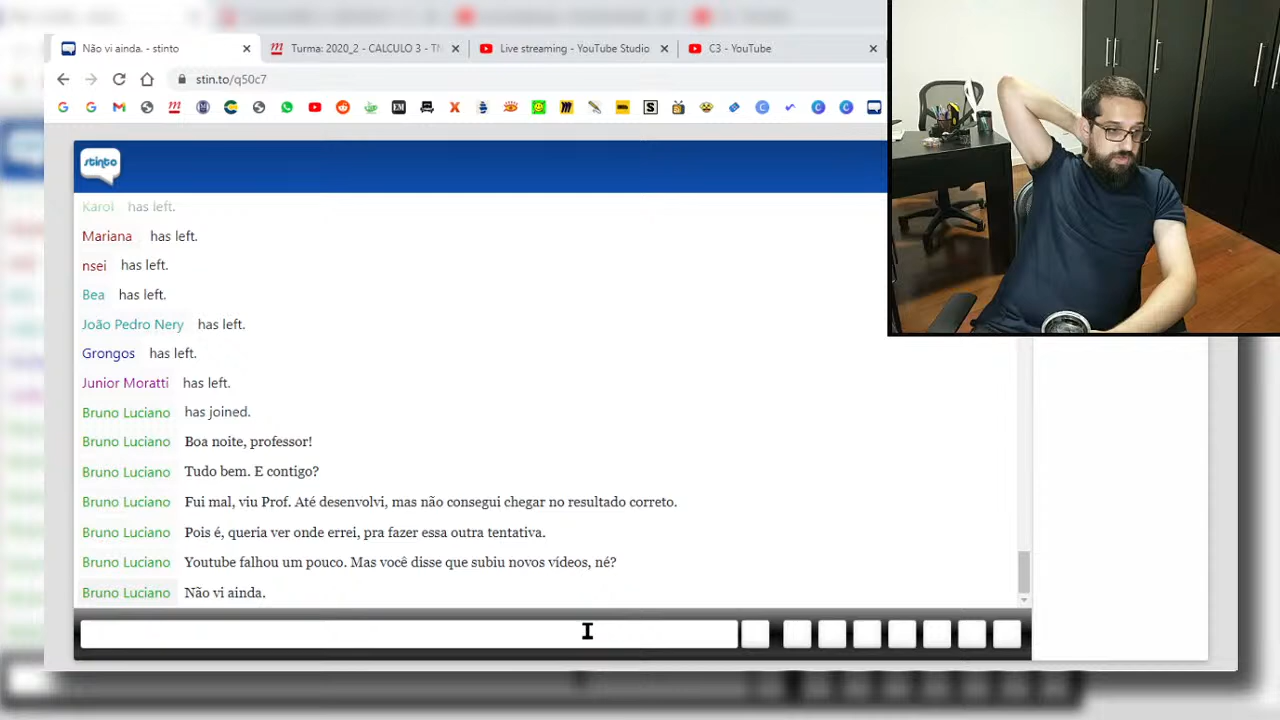 Não vi ainda. - stinto
Turma: 2020_2 - CALCULO 3 - TN
Live streaming - YouTube Studio
C3 - YouTube
stin.to/q50c7
stinto
Karol has left.
Mariana has left.
nsei has left.
Bea has left.
João Pedro Nery has left.
Grongos has left.
Junior Moratti has left.
Bruno Luciano has joined.
Bruno Luciano Boa noite, professor!
Bruno Luciano Tudo bem. E contigo?
Bruno Luciano Fui mal, viu Prof. Até desenvolvi, mas não consegui chegar no resultado correto.
Bruno Luciano Pois é, queria ver onde errei, pra fazer essa outra tentativa.
Bruno Luciano Youtube falhou um pouco. Mas você disse que subiu novos vídeos, né?
Bruno Luciano Não vi ainda.